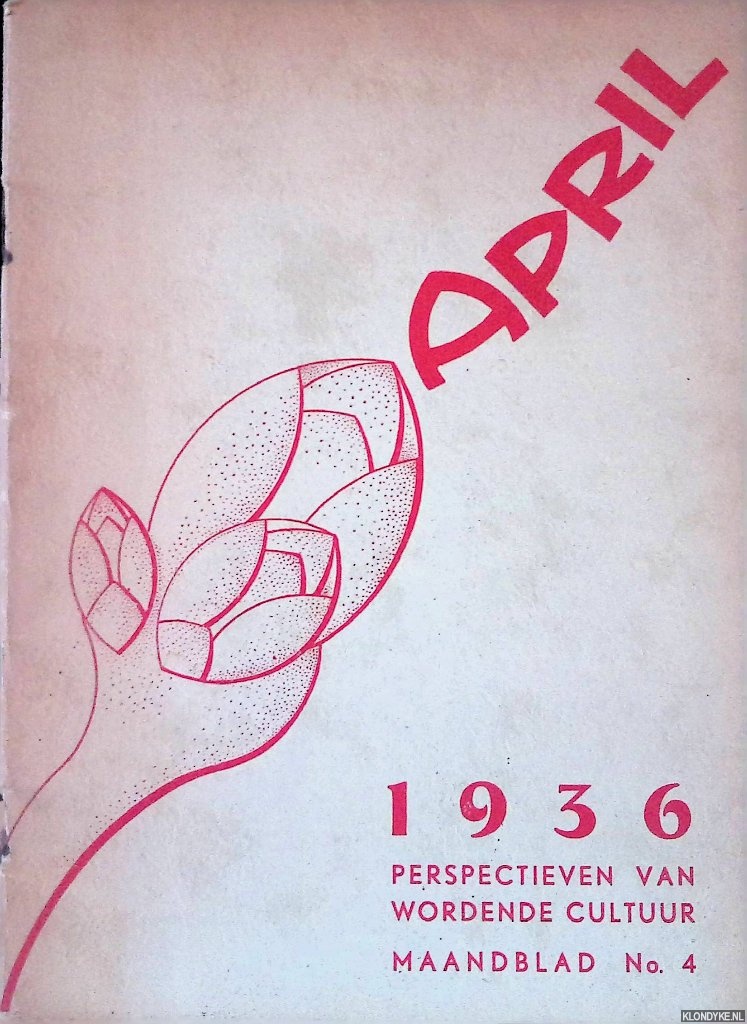 APRIL
1936
PERSPECTIEVEN VAN
WORDENDE CULTUUR
MAANDBLAD No. 4
KLONDYKE.NL